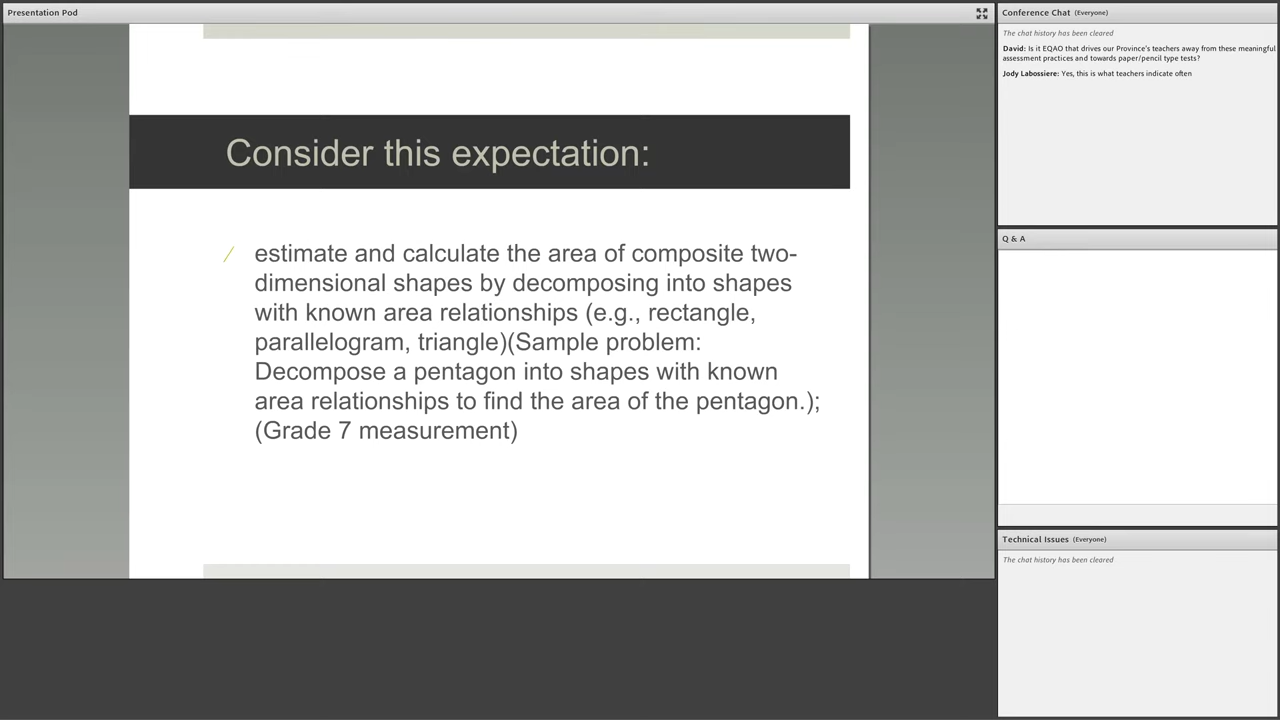 Presentation Pod
Consider this expectation:
estimate and calculate the area of composite two-
dimensional shapes by decomposing into shapes
with known area relationships (e.g., rectangle,
parallelogram, triangle)(Sample problem:
Decompose a pentagon into shapes with known
area relationships to find the area of the pentagon.);
(Grade 7 measurement)
Conference Chat (Everyone)
The chat history has been cleared
David: Is it EQAO that drives our Province's teachers away from these meaningful
assessment practices and towards paper/pencil type tests?
Jody Labossiere: Yes, this is what teachers indicate often
Q & A
Technical Issues (Everyone)
The chat history has been cleared